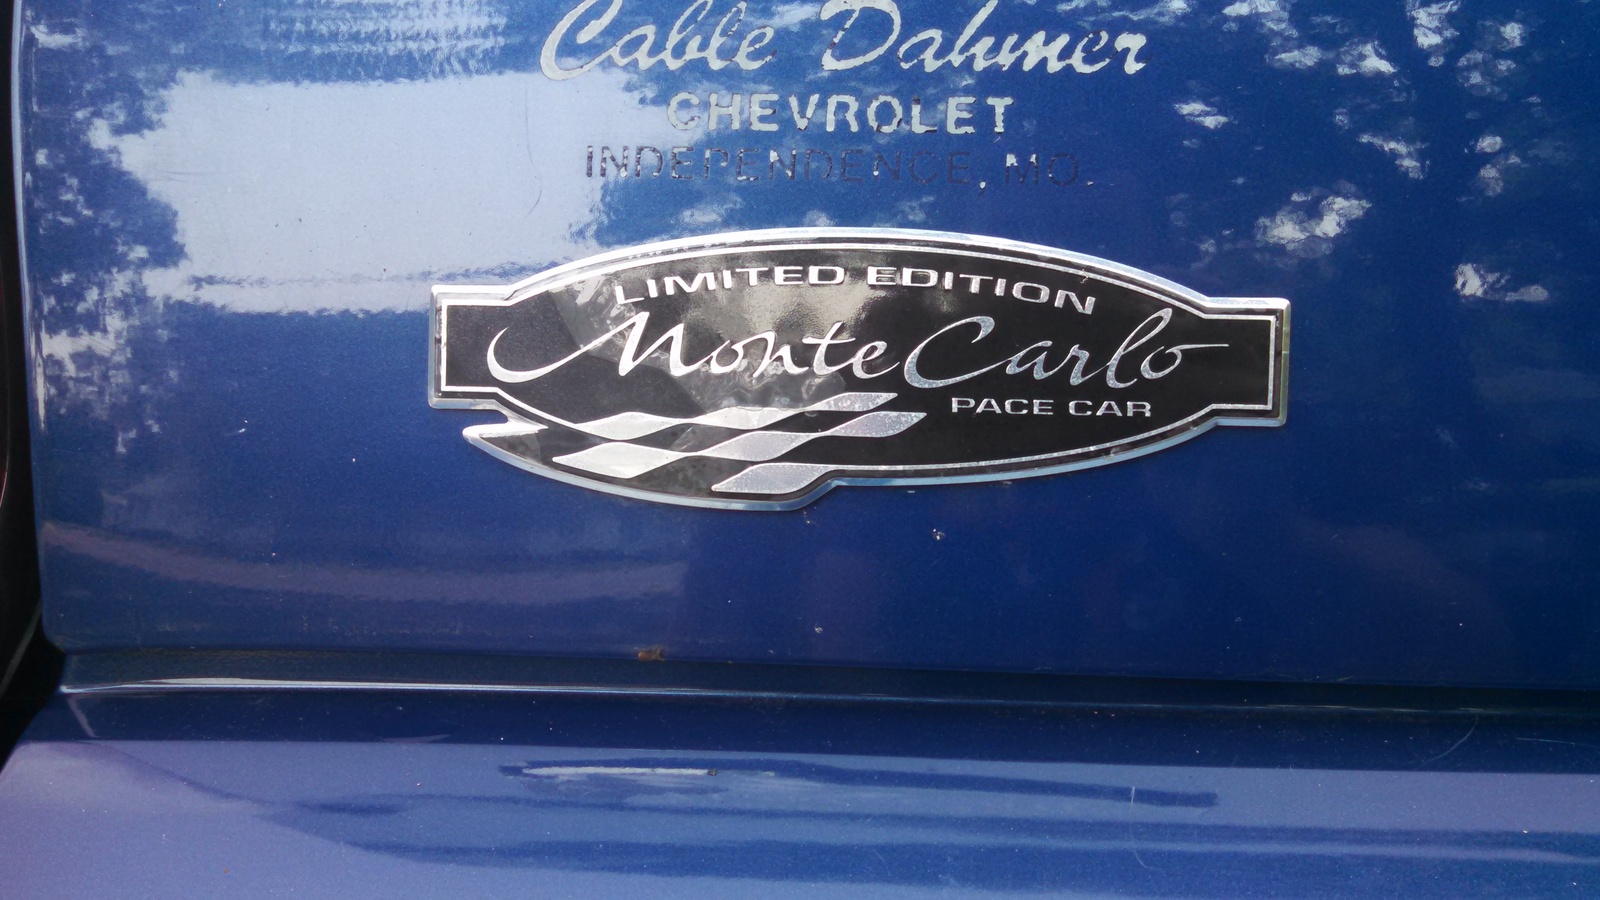 Cable Dahmer
CHEVROLET
INDEPENDENCE, MO.
LIMITED EDITION
Monte Carlo
PACE CAR